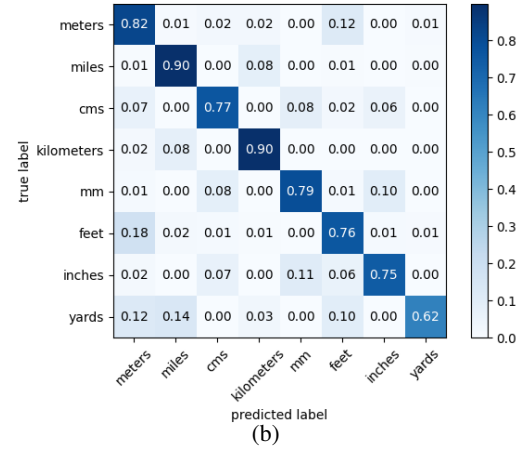 meters 0.82 0.01 0.02 0.02 0.00 0.12 0.00 0.01
miles 0.01 0.90 0.00 0.08 0.00 0.01 0.00 0.00
cms 0.07 0.00 0.77 0.00 0.08 0.02 0.06 0.00
kilometers 0.02 0.08 0.00 0.90 0.00 0.00 0.00 0.00
mm 0.01 0.00 0.08 0.00 0.79 0.01 0.10 0.00
feet 0.18 0.02 0.01 0.01 0.00 0.76 0.01 0.01
inches 0.02 0.00 0.07 0.00 0.11 0.06 0.75 0.00
yards 0.12 0.14 0.00 0.03 0.00 0.10 0.00 0.62
true label
meters miles cms kilometers mm feet inches yards
predicted label
0.8
0.7
0.6
0.5
0.4
0.3
0.2
0.1
0.0
(b)